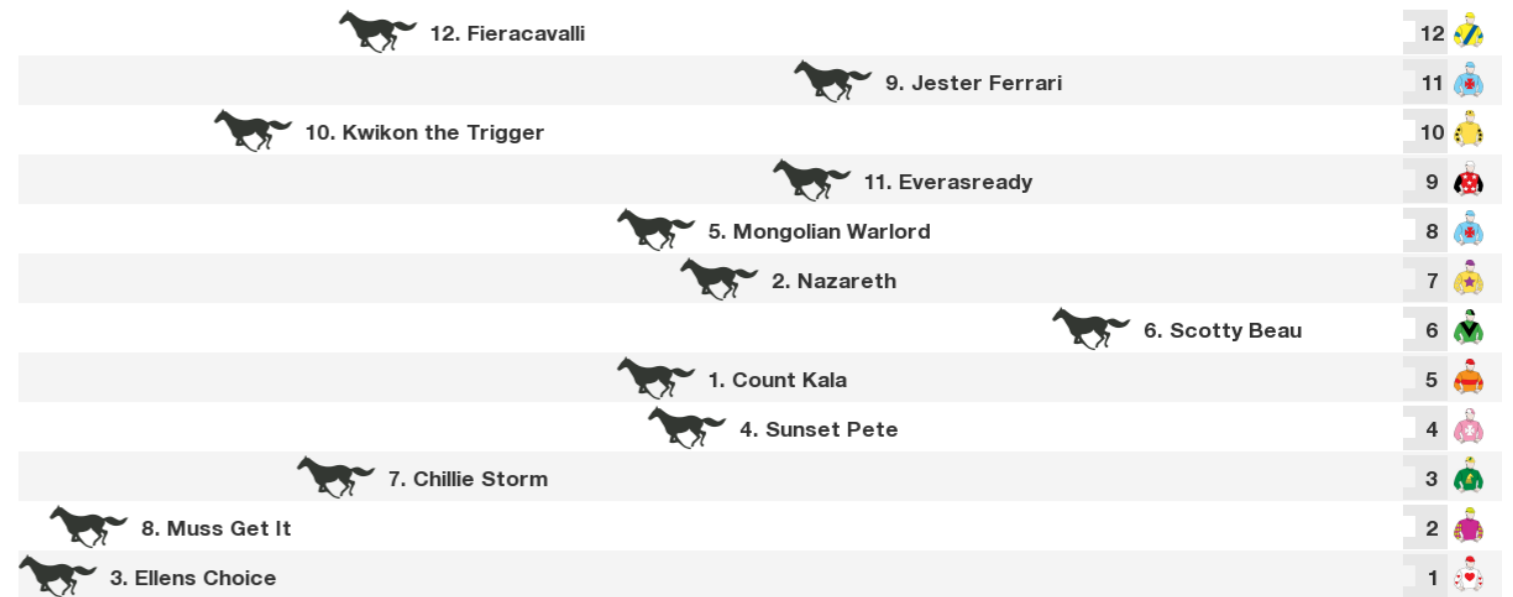 12. Fieracavalli 12
9. Jester Ferrari 11
10. Kwikon the Trigger 10
11. Everasready 9
5. Mongolian Warlord 8
2. Nazareth 7
6. Scotty Beau 6
1. Count Kala 5
4. Sunset Pete 4
7. Chillie Storm 3
8. Muss Get It 2
3. Ellens Choice 1